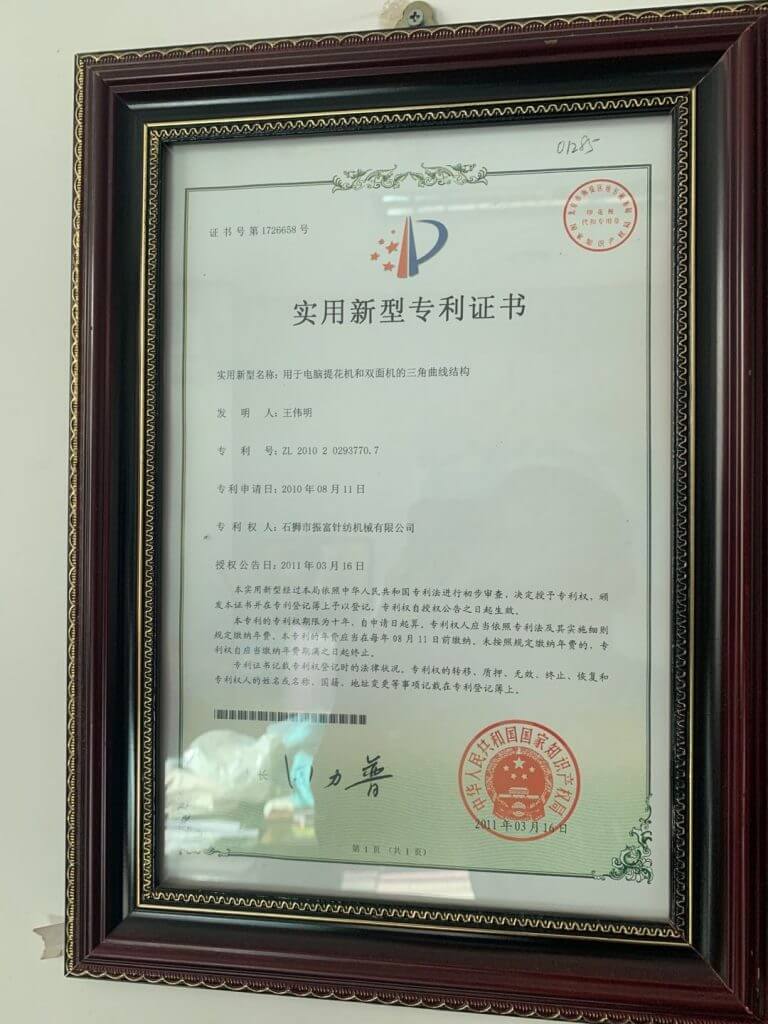 01285
证书号第1726658号
印花税
代扣专用章
国家知识产权局
实用新型专利证书
实用新型名称：用于电脑提花机和双面机的三角曲线结构
发明人：王伟明
专利号：ZL 2010 2 0293770.7
专利申请日：2010年08月11日
专利权人：石狮市振富针纺机械有限公司
授权公告日：2011年03月16日
本实用新型经过本局依照中华人民共和国专利法进行初步审查，决定授予专利权，颁
发本证书并在专利登记簿上予以登记。专利权自授权公告之日起生效。
本专利的专利权期限为十年，自申请日起算。专利权人应当依照专利法及其实施细则
规定缴纳年费。本专利的年费应当在每年08月11日前缴纳。未按照规定缴纳年费的，专
利权自应当缴纳年费期满之日起终止。
专利证书记载专利权登记时的法律状况。专利权的转移、质押、无效、终止、恢复和
专利权人的姓名或名称、国籍、地址变更等事项记载在专利登记簿上。
长
田力普
中华人民共和国国家知识产权局
2011年03月16日
第1页（共1页）